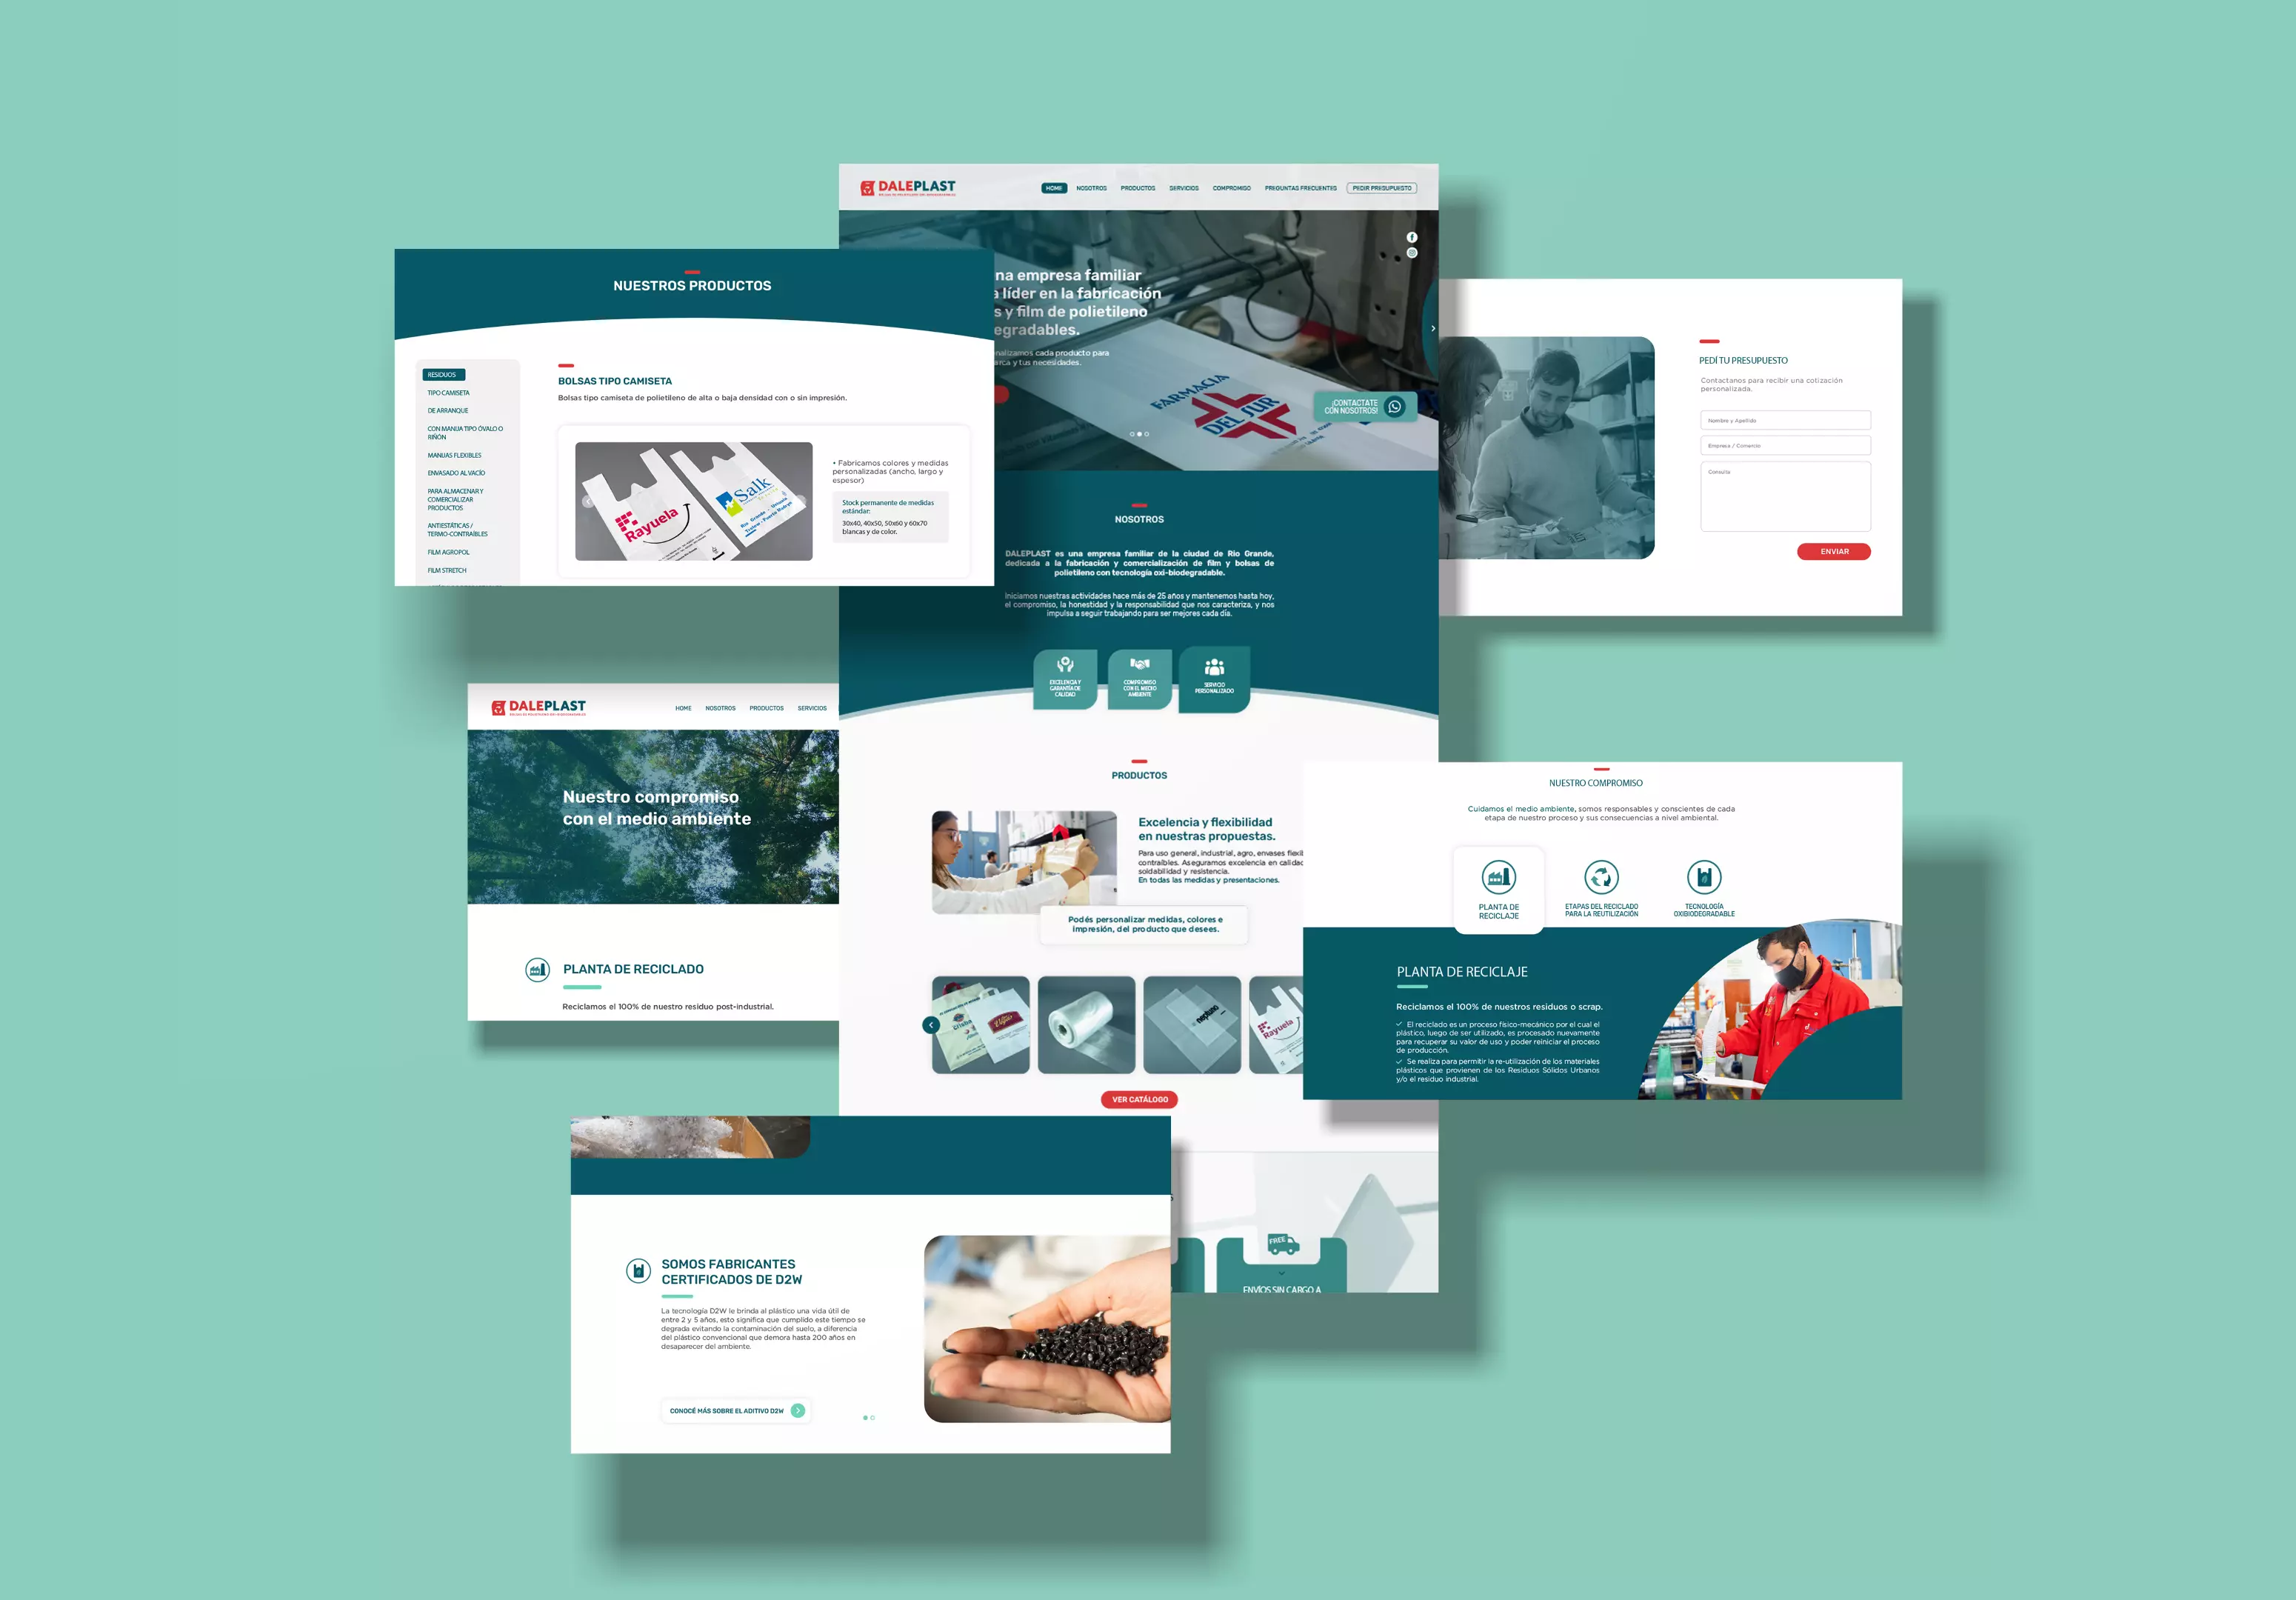 DALEPLAST
HOME
NOSOTROS
PRODUCTOS
SERVICIOS
COMPROMISO
PREGUNTAS FRECUENTES
PEDIR PRESUPUESTO
na empresa familiar
líder en la fabricación
s y film de polietileno
egradables.
nalizamos cada producto para
arca y tus necesidades.
FARMACIA
DEL SUR
¡CONTACTATE
CON NOSOTROS!
NOSOTROS
DALEPLAST es una empresa familiar de la ciudad de Rio Grande,
dedicada a la fabricación y comercialización de film y bolsas de
polietileno con tecnología oxi-biodegradable.
Iniciamos nuestras actividades hace más de 25 años y mantenemos hasta hoy,
el compromiso, la honestidad y la responsabilidad que nos caracteriza, y nos
impulsa a seguir trabajando para ser mejores cada día.
EXCELENCIA Y
GARANTÍA DE
CALIDAD
COMPROMISO
CON EL MEDIO
AMBIENTE
SERVICIO
PERSONALIZADO
PRODUCTOS
Excelencia y flexibilidad
en nuestras propuestas.
Para uso general, industrial, agro, envases flexib
contraíbles. Aseguramos excelencia en calidad
soldabilidad y resistencia.
En todas las medidas y presentaciones.
Podés personalizar medidas, colores e
impresión, del producto que desees.
neptuno
Rayuela
VER CATÁLOGO
FREE
ENVÍOS SIN CARGO A
NUESTROS PRODUCTOS
RESIDUOS
TIPO CAMISETA
DE ARRANQUE
CON MANIJA TIPO ÓVALO O
RIÑÓN
MANIJAS FLEXIBLES
ENVASADO AL VACÍO
PARA ALMACENAR Y
COMERCIALIZAR
PRODUCTOS
ANTIESTÁTICAS /
TERMO-CONTRAÍBLES
FILM AGROPOL
FILM STRETCH
BOLSAS TIPO CAMISETA
Bolsas tipo camiseta de polietileno de alta o baja densidad con o sin impresión.
Rayuela
Salk
• Fabricamos colores y medidas
personalizadas (ancho, largo y
espesor)
Stock permanente de medidas
estándar:
30x40, 40x50, 50x60 y 60x70
blancas y de color.
PEDÍ TU PRESUPUESTO
Contactanos para recibir una cotización
personalizada.
Nombre y Apellido
Empresa / Comercio
Consulta
ENVIAR
DALEPLAST
HOME
NOSOTROS
PRODUCTOS
SERVICIOS
Nuestro compromiso
con el medio ambiente
PLANTA DE RECICLADO
Reciclamos el 100% de nuestro residuo post-industrial.
NUESTRO COMPROMISO
Cuidamos el medio ambiente, somos responsables y conscientes de cada
etapa de nuestro proceso y sus consecuencias a nivel ambiental.
PLANTA DE
RECICLAJE
ETAPAS DEL RECICLADO
PARA LA REUTILIZACIÓN
TECNOLOGÍA
OXIBIODEGRADABLE
PLANTA DE RECICLAJE
Reciclamos el 100% de nuestros residuos o scrap.
El reciclado es un proceso físico-mecánico por el cual el
plástico, luego de ser utilizado, es procesado nuevamente
para recuperar su valor de uso y poder reiniciar el proceso
de producción.
Se realiza para permitir la re-utilización de los materiales
plásticos que provienen de los Residuos Sólidos Urbanos
y/o el residuo industrial.
SOMOS FABRICANTES
CERTIFICADOS DE D2W
La tecnología D2W le brinda al plástico una vida útil de
entre 2 y 5 años, esto significa que cumplido este tiempo se
degrada evitando la contaminación del suelo, a diferencia
del plástico convencional que demora hasta 200 años en
desaparecer del ambiente.
CONOCÉ MÁS SOBRE EL ADITIVO D2W